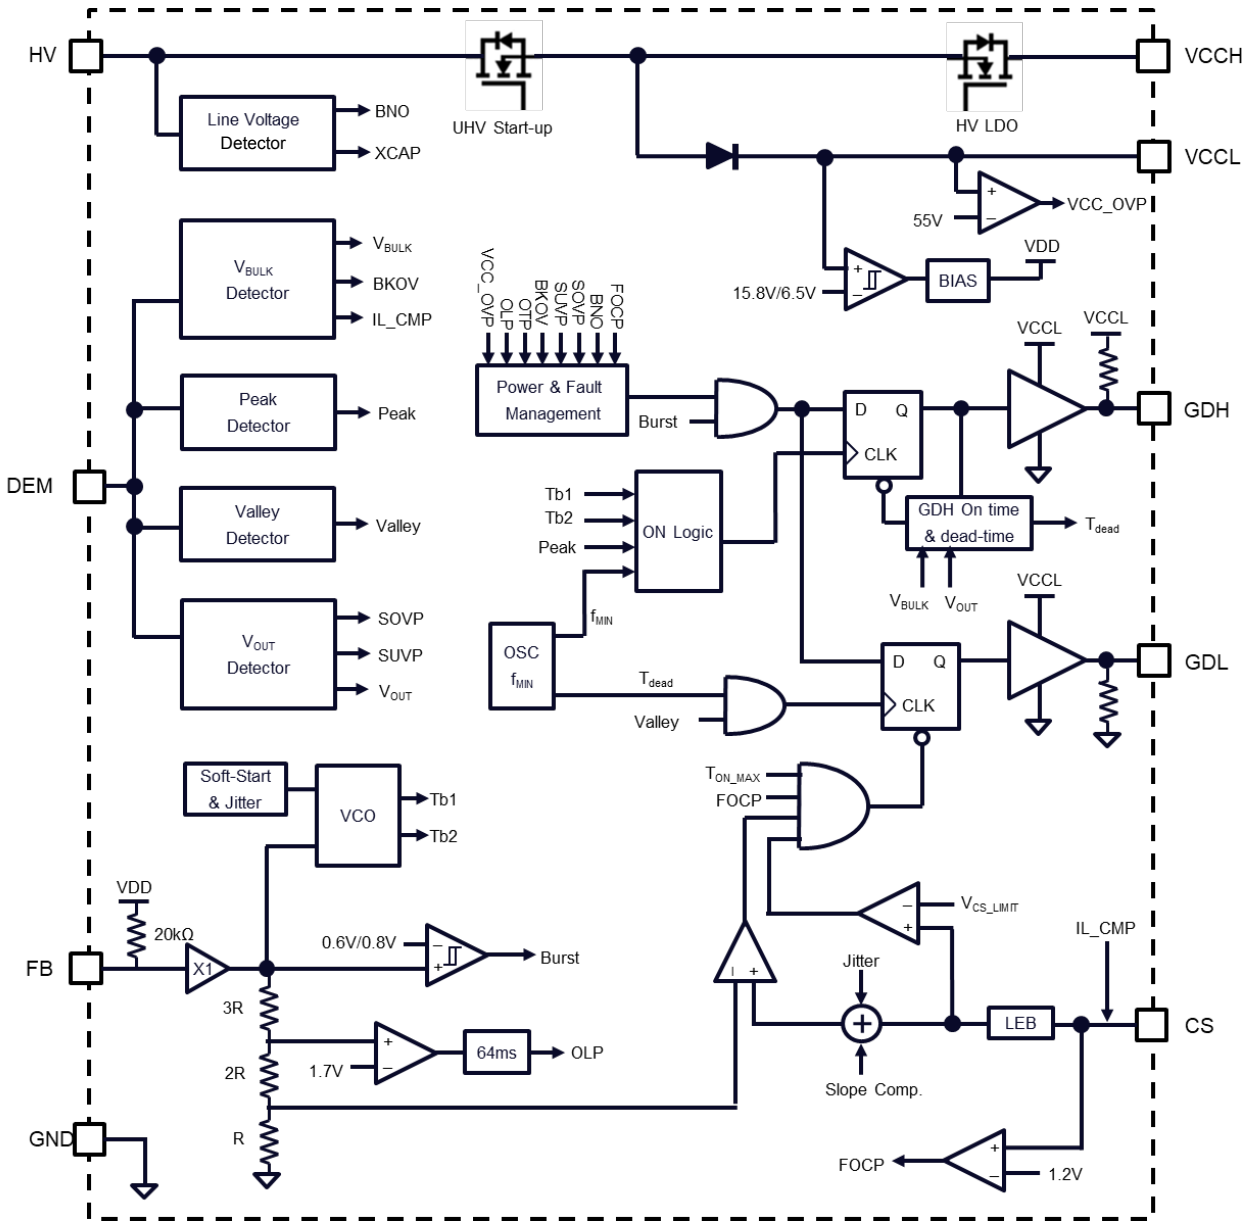 HV
VCCH
UHV Start-up
HV LDO
Line Voltage
Detector
BNO
XCAP
VCCL
+
−
55V
VCC_OVP
VBULK
Detector
VBULK
BKOV
IL_CMP
15.8V/6.5V
+
−
BIAS
VDD
VCC_OVP
OLP
OTP
BKOV
SUVP
SOVP
BNO
FOCP
Power & Fault
Management
Burst
VCCL
VCCL
Peak
Detector
Peak
D
Q
CLK
GDH
DEM
Valley
Detector
Valley
Tb1
Tb2
Peak
ON Logic
GDH On time
& dead-time
Tdead
VBULK
VOUT
fMIN
VCCL
VOUT
Detector
SOVP
SUVP
VOUT
OSC
fMIN
Tdead
Valley
D
Q
CLK
GDL
Soft-Start
& Jitter
VCO
Tb1
Tb2
TON_MAX
FOCP
VDD
20kΩ
FB
X1
0.6V/0.8V
−
+
Burst
−
+
VCS_LIMIT
IL_CMP
−
+
Jitter
+
Slope Comp.
LEB
CS
3R
2R
R
+
−
1.7V
64ms
OLP
GND
FOCP
+
−
1.2V